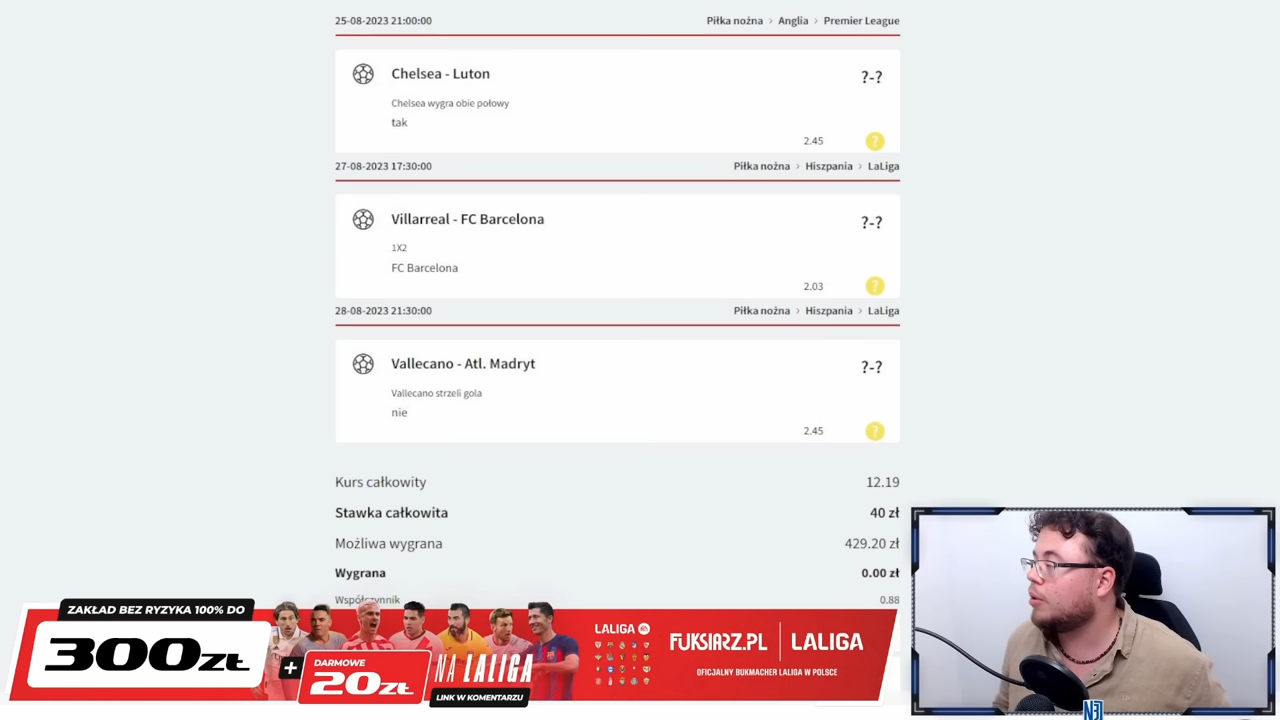 25-08-2023 21:00:00
Piłka nożna > Anglia > Premier League
Chelsea - Luton
?-?
Chelsea wygra obie połowy
tak
2.45
?
27-08-2023 17:30:00
Piłka nożna > Hiszpania > LaLiga
Villarreal - FC Barcelona
?-?
1X2
FC Barcelona
2.03
?
28-08-2023 21:30:00
Piłka nożna > Hiszpania > LaLiga
Vallecano - Atl. Madryt
?-?
Vallecano strzeli gola
nie
2.45
?
Kurs całkowity 12.19
Stawka całkowita 40 zł
Możliwa wygrana 429.20 zł
Wygrana 0.00 zł
Współczynnik 0.88
ZAKŁAD BEZ RYZYKA 100% DO
300zŁ
+
DARMOWE
20zŁ
NA LALIGA
LINK W KOMENTARZU
LALIGA
FUKSIARZ.PL | LALIGA
OFICJALNY BUKMACHER LALIGA W POLSCE